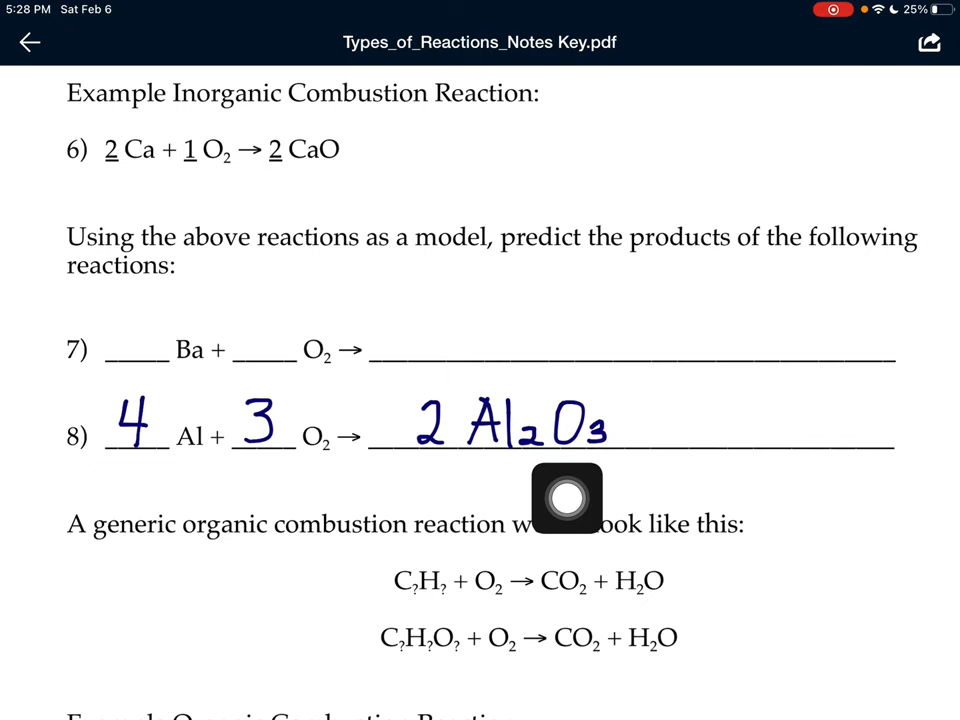 5:28 PM Sat Feb 6 25%
Types_of_Reactions_Notes Key.pdf
Example Inorganic Combustion Reaction:
6) 2 Ca + 1 O₂ → 2 CaO
Using the above reactions as a model, predict the products of the following
reactions:
7) _____ Ba + _____ O₂ → ________________________________________
8) 4 Al + 3 O₂ → 2 Al₂O₃
A generic organic combustion reaction look like this:
C?H? + O₂ → CO₂ + H₂O
C?H?O? + O₂ → CO₂ + H₂O